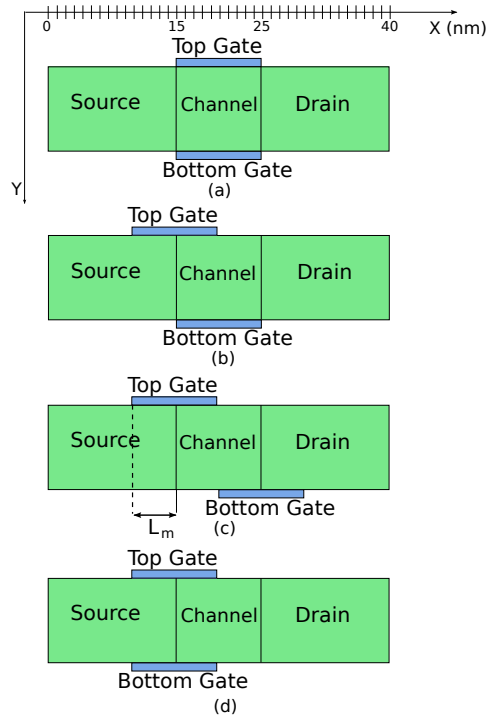 0 15 25 40
X (nm)
Top Gate
Source Channel Drain
Bottom Gate
Y
(a)
Top Gate
Source Channel Drain
Bottom Gate
(b)
Top Gate
Source Channel Drain
Bottom Gate
L_m
(c)
Top Gate
Source Channel Drain
Bottom Gate
(d)